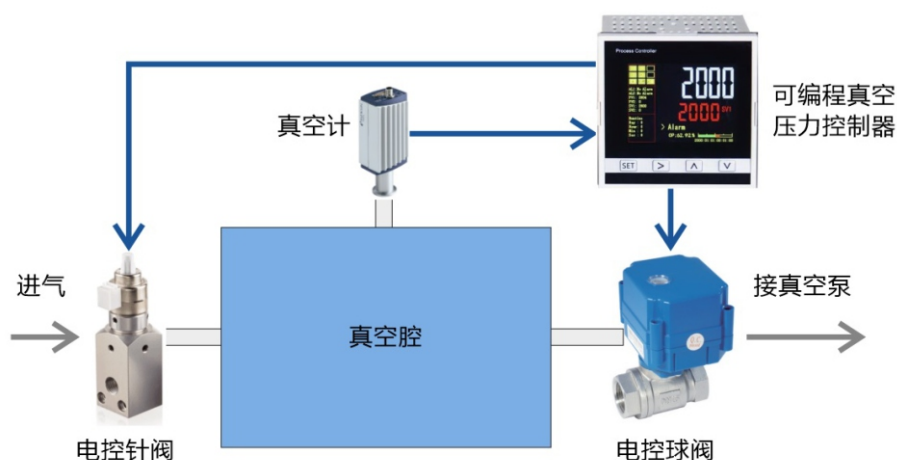 Process Controller
2000
2000
Alarm
SET
可编程真空
压力控制器
真空计
进气
真空腔
接真空泵
电控针阀
电控球阀